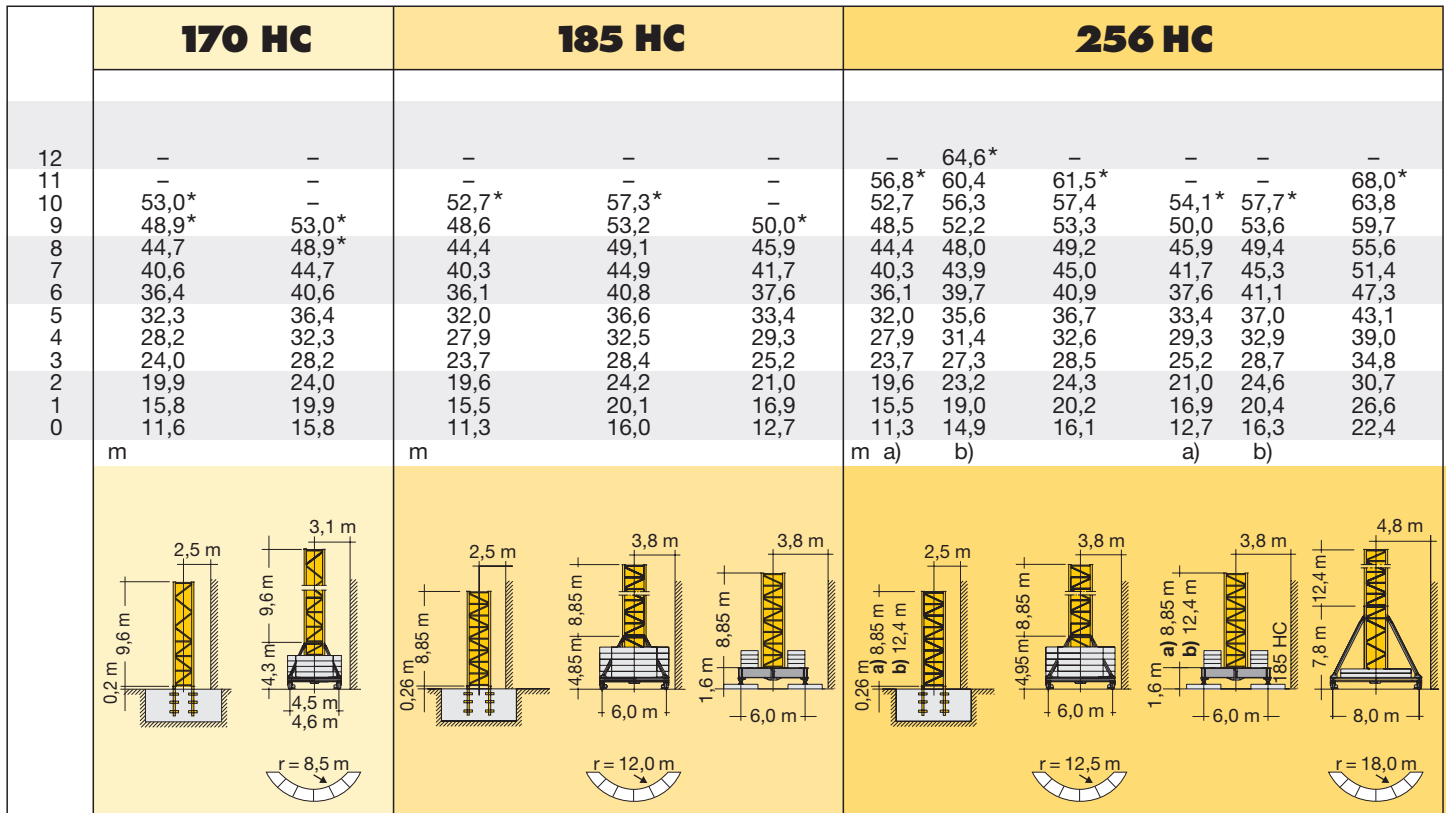 170 HC 185 HC 256 HC
12 – – – – – – 64,6* – – – –
11 – – – – – 56,8* 60,4 61,5* – – 68,0*
10 53,0* – 52,7* 57,3* – 52,7 56,3 57,4 54,1* 57,7* 63,8
9 48,9* 53,0* 48,6 53,2 50,0* 48,5 52,2 53,3 50,0 53,6 59,7
8 44,7 48,9* 44,4 49,1 45,9 44,4 48,0 49,2 45,9 49,4 55,6
7 40,6 44,7 40,3 44,9 41,7 40,3 43,9 45,0 41,7 45,3 51,4
6 36,4 40,6 36,1 40,8 37,6 36,1 39,7 40,9 37,6 41,1 47,3
5 32,3 36,4 32,0 36,6 33,4 32,0 35,6 36,7 33,4 37,0 43,1
4 28,2 32,3 27,9 32,5 29,3 27,9 31,4 32,6 29,3 32,9 39,0
3 24,0 28,2 23,7 28,4 25,2 23,7 27,3 28,5 25,2 28,7 34,8
2 19,9 24,0 19,6 24,2 21,0 19,6 23,2 24,3 21,0 24,6 30,7
1 15,8 19,9 15,5 20,1 16,9 15,5 19,0 20,2 16,9 20,4 26,6
0 11,6 15,8 11,3 16,0 12,7 11,3 14,9 16,1 12,7 16,3 22,4
m m m a) b) a) b)
2,5 m
9,6 m
0,2 m
3,1 m
9,6 m
4,3 m
4,5 m
4,6 m
r = 8,5 m
2,5 m
8,85 m
0,26 m
3,8 m
8,85 m
4,85 m
6,0 m
r = 12,0 m
3,8 m
8,85 m
1,6 m
6,0 m
2,5 m
a) 8,85 m
b) 12,4 m
0,26 m
3,8 m
8,85 m
4,95 m
6,0 m
r = 12,5 m
3,8 m
a) 8,85 m
b) 12,4 m
1,6 m
185 HC
6,0 m
4,8 m
12,4 m
7,8 m
8,0 m
r = 18,0 m